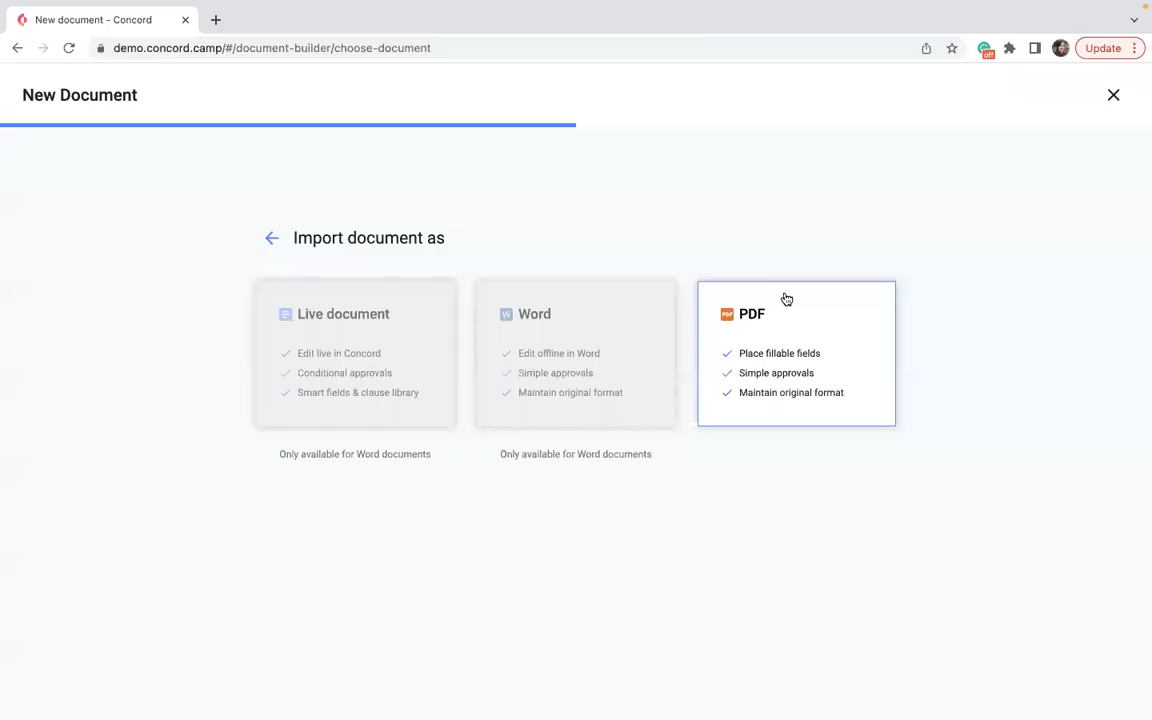 New document - Concord
demo.concord.camp/#/document-builder/choose-document
off
Update
New Document
Import document as
Live document
Edit live in Concord
Conditional approvals
Smart fields & clause library
Only available for Word documents
W Word
Edit offline in Word
Simple approvals
Maintain original format
Only available for Word documents
PDF PDF
Place fillable fields
Simple approvals
Maintain original format